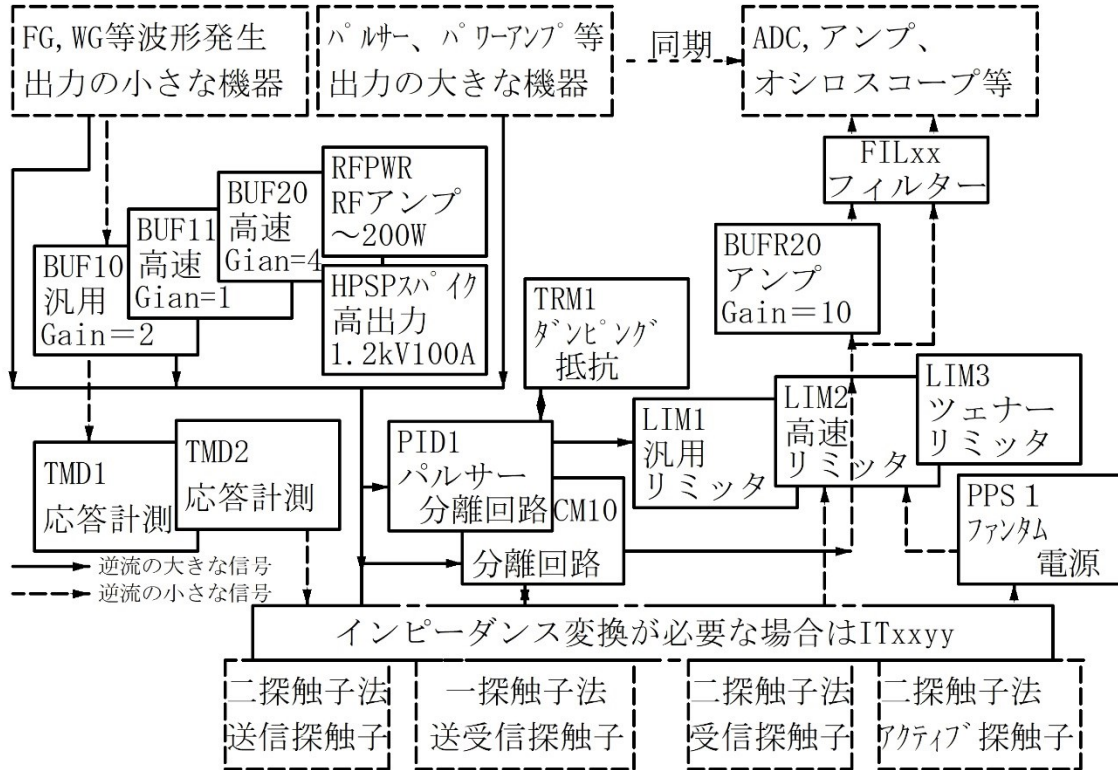 FG,WG等波形発生
出力の小さな機器
パルサー、パワーアンプ等
出力の大きな機器
同期
ADC,アンプ、
オシロスコープ等
FILxx
フィルター
RFPWR
RFアンプ
～200W
BUF20
高速
Gian=4
BUF11
高速
Gian=1
BUF10
汎用
Gain＝2
HPSPスパイク
高出力
1.2kV100A
TRM1
ダンピング
抵抗
BUFR20
アンプ
Gain＝10
LIM1
汎用
リミッタ
LIM2
高速
リミッタ
LIM3
ツェナー
リミッタ
TMD1
応答計測
TMD2
応答計測
PID1
パルサー
分離回路
CM10
分離回路
PPS１
ファンタム
電源
逆流の大きな信号
逆流の小さな信号
インピーダンス変換が必要な場合はITxxyy
二探触子法
送信探触子
一探触子法
送受信探触子
二探触子法
受信探触子
二探触子法
アクティブ探触子